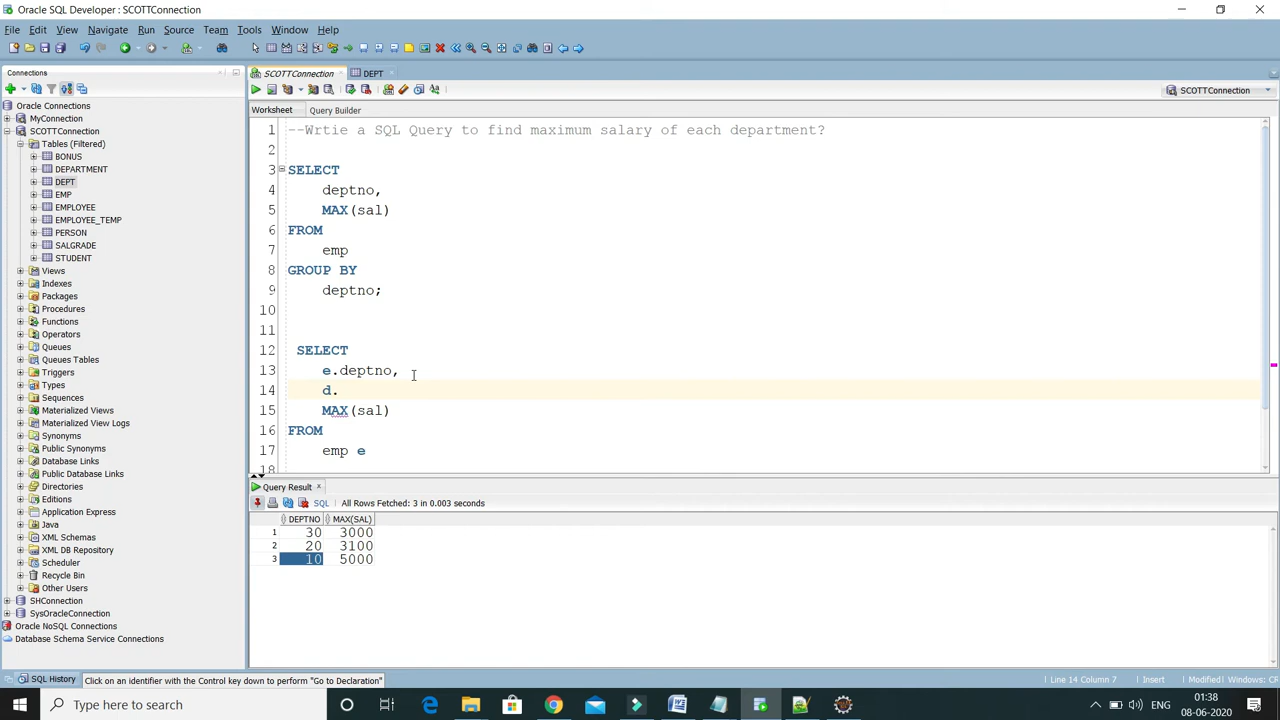 Oracle SQL Developer : SCOTTConnection
File Edit View Navigate Run Source Team Tools Window Help
Connections
SCOTTConnection DEPT
SCOTTConnection
Worksheet Query Builder
Oracle Connections
MyConnection
SCOTTConnection
Tables (Filtered)
BONUS
DEPARTMENT
DEPT
EMP
EMPLOYEE
EMPLOYEE_TEMP
PERSON
SALGRADE
STUDENT
Views
Indexes
Packages
Procedures
Functions
Operators
Queues
Queues Tables
Triggers
Types
Sequences
Materialized Views
Materialized View Logs
Synonyms
Public Synonyms
Database Links
Public Database Links
Directories
Editions
Application Express
Java
XML Schemas
XML DB Repository
Scheduler
Recycle Bin
Other Users
SHConnection
SysOracleConnection
Oracle NoSQL Connections
Database Schema Service Connections
1 --Wrtie a SQL Query to find maximum salary of each department?
2
3 SELECT
4 deptno,
5 MAX(sal)
6 FROM
7 emp
8 GROUP BY
9 deptno;
10
11
12 SELECT
13 e.deptno,
14 d.
15 MAX(sal)
16 FROM
17 emp e
18
Query Result
SQL All Rows Fetched: 3 in 0.003 seconds
DEPTNO MAX(SAL)
1 30 3000
2 20 3100
3 10 5000
SQL History Click on an identifier with the Control key down to perform "Go to Declaration"
Line 14 Column 7 Insert Modified Windows: CR
Type here to search
ENG
01:38
08-06-2020